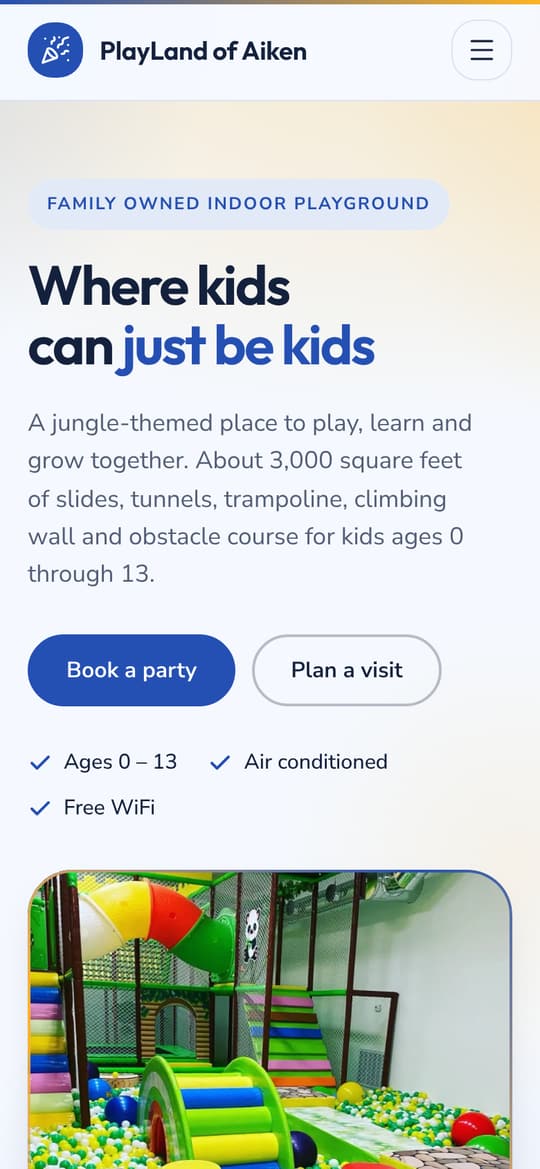 PlayLand of Aiken
FAMILY OWNED INDOOR PLAYGROUND
Where kids
can just be kids
A jungle-themed place to play, learn and
grow together. About 3,000 square feet
of slides, tunnels, trampoline, climbing
wall and obstacle course for kids ages 0
through 13.
Book a party
Plan a visit
Ages 0 – 13
Air conditioned
Free WiFi